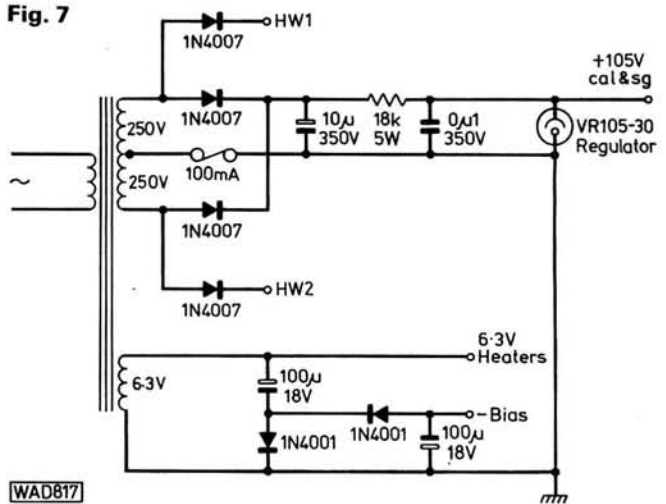 Fig. 7
HW1
1N4007
+105V
cal & sg
1N4007
10µ
350V
18k
5W
0µ1
350V
VR105-30
Regulator
250V
250V
100mA
~
1N4007
HW2
1N4007
6·3V
Heaters
6·3V
100µ
18V
-Bias
1N4001
1N4001
100µ
18V
WAD817